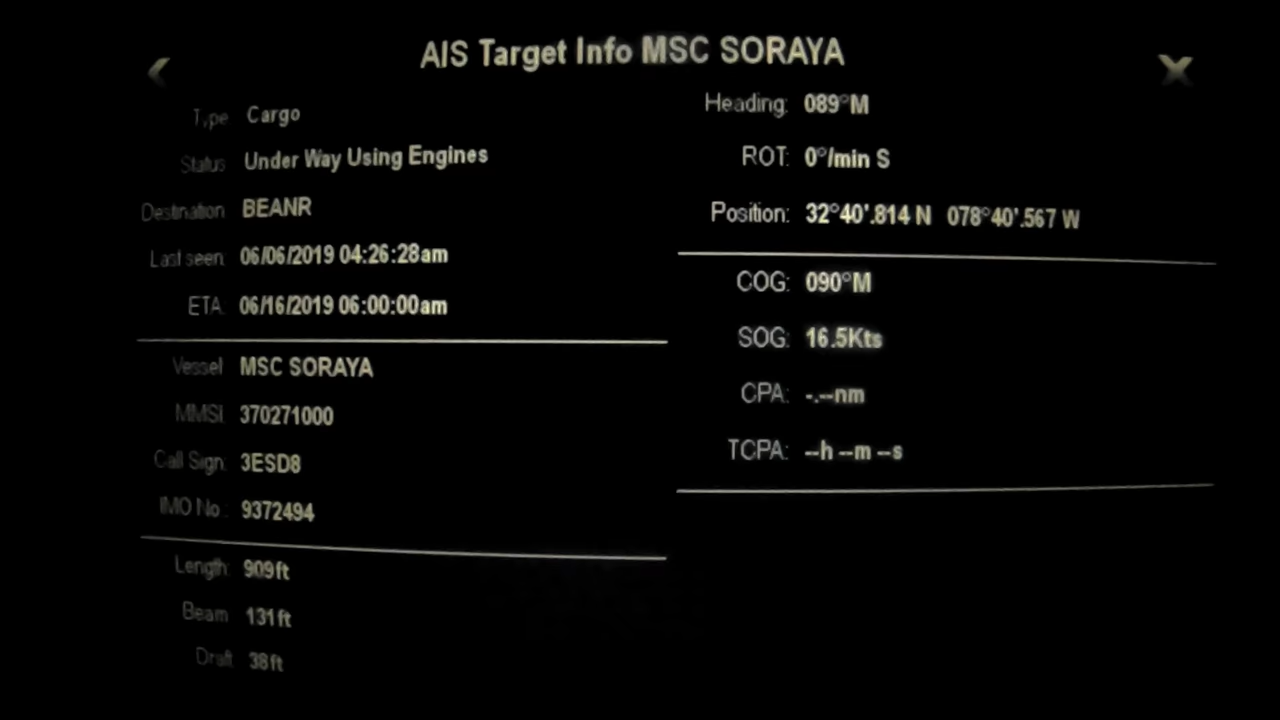 AIS Target Info MSC SORAYA
Type Cargo
Status Under Way Using Engines
Destination BEANR
Last seen: 06/06/2019 04:26:28am
ETA: 06/16/2019 06:00:00am
Vessel MSC SORAYA
MMSI: 370271000
Call Sign: 3ESD8
IMO No.: 9372494
Length: 909ft
Beam 131ft
Draft 38ft
Heading: 089°M
ROT: 0°/min S
Position: 32°40'.814 N 078°40'.567 W
COG: 090°M
SOG: 16.5Kts
CPA: -.--nm
TCPA: --h --m --s